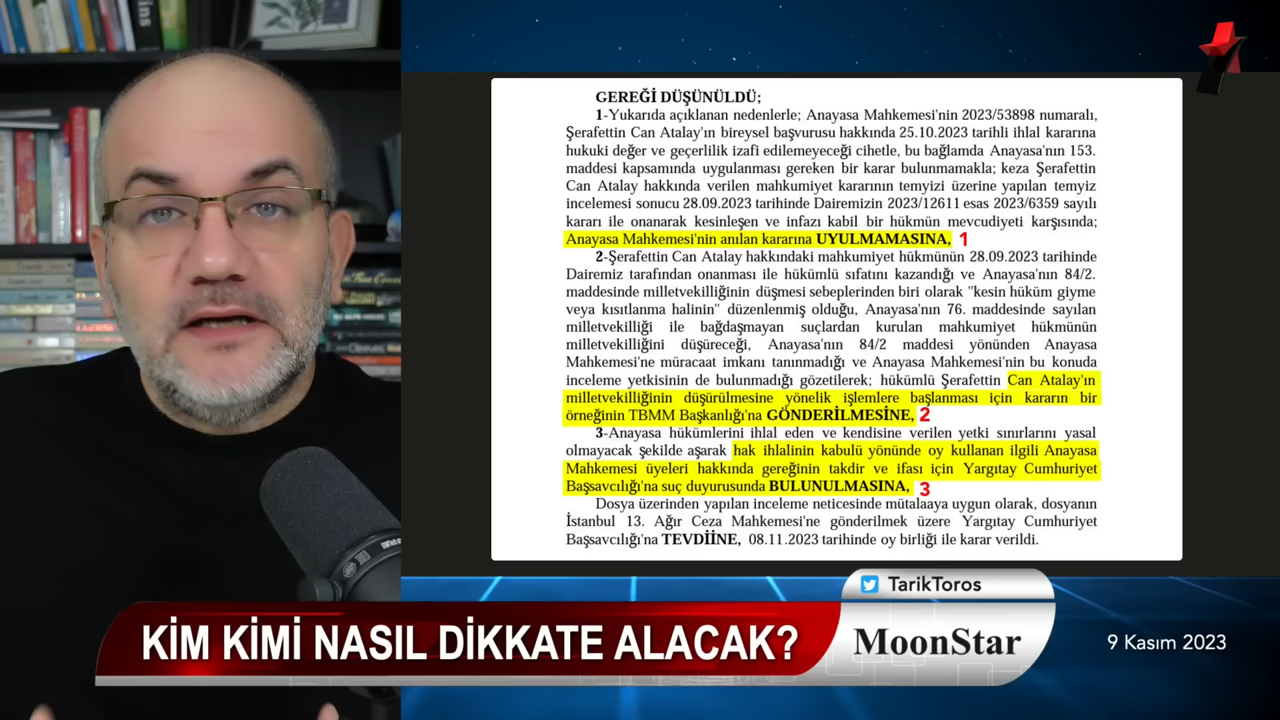 GEREĞİ DÜŞÜNÜLDÜ;
1-Yukarıda açıklanan nedenlerle; Anayasa Mahkemesi'nin 2023/53898 numaralı,
Şerafettin Can Atalay'ın bireysel başvurusu hakkında 25.10.2023 tarihli ihlal kararına
hukuki değer ve geçerlilik izafi edilemeyeceği cihetle, bu bağlamda Anayasa'nın 153.
maddesi kapsamında uygulanması gereken bir karar bulunmamakla; keza Şerafettin
Can Atalay hakkında verilen mahkumiyet kararının temyizi üzerine yapılan temyiz
incelemesi sonucu 28.09.2023 tarihinde Dairemizin 2023/12611 esas 2023/6359 sayılı
kararı ile onanarak kesinleşen ve infazı kabil bir hükmün mevcudiyeti karşısında;
Anayasa Mahkemesi'nin anılan kararına UYULMAMASINA, 1
2-Şerafettin Can Atalay hakkındaki mahkumiyet hükmünün 28.09.2023 tarihinde
Dairemiz tarafından onanması ile hükümlü sıfatını kazandığı ve Anayasa'nın 84/2.
maddesinde milletvekilliğinin düşmesi sebeplerinden biri olarak "kesin hüküm giyme
veya kısıtlanma halinin" düzenlenmiş olduğu, Anayasa'nın 76. maddesinde sayılan
milletvekilliği ile bağdaşmayan suçlardan kurulan mahkumiyet hükmünün
milletvekilliğini düşüreceği, Anayasa'nın 84/2 maddesi yönünden Anayasa
Mahkemesi'ne müracaat imkanı tanınmadığı ve Anayasa Mahkemesi'nin bu konuda
inceleme yetkisinin de bulunmadığı gözetilerek; hükümlü Şerafettin Can Atalay'ın
milletvekilliğinin düşürülmesine yönelik işlemlere başlanması için kararın bir
örneğinin TBMM Başkanlığı'na GÖNDERİLMESİNE, 2
3-Anayasa hükümlerini ihlal eden ve kendisine verilen yetki sınırlarını yasal
olmayacak şekilde aşarak hak ihlalinin kabulü yönünde oy kullanan ilgili Anayasa
Mahkemesi üyeleri hakkında gereğinin takdir ve ifası için Yargıtay Cumhuriyet
Başsavcılığı'na suç duyurusunda BULUNULMASINA, 3
Dosya üzerinden yapılan inceleme neticesinde mütalaaya uygun olarak, dosyanın
İstanbul 13. Ağır Ceza Mahkemesi'ne gönderilmek üzere Yargıtay Cumhuriyet
Başsavcılığı'na TEVDİİNE, 08.11.2023 tarihinde oy birliği ile karar verildi.
TarikToros
KİM KİMİ NASIL DİKKATE ALACAK?
MoonStar
9 Kasım 2023